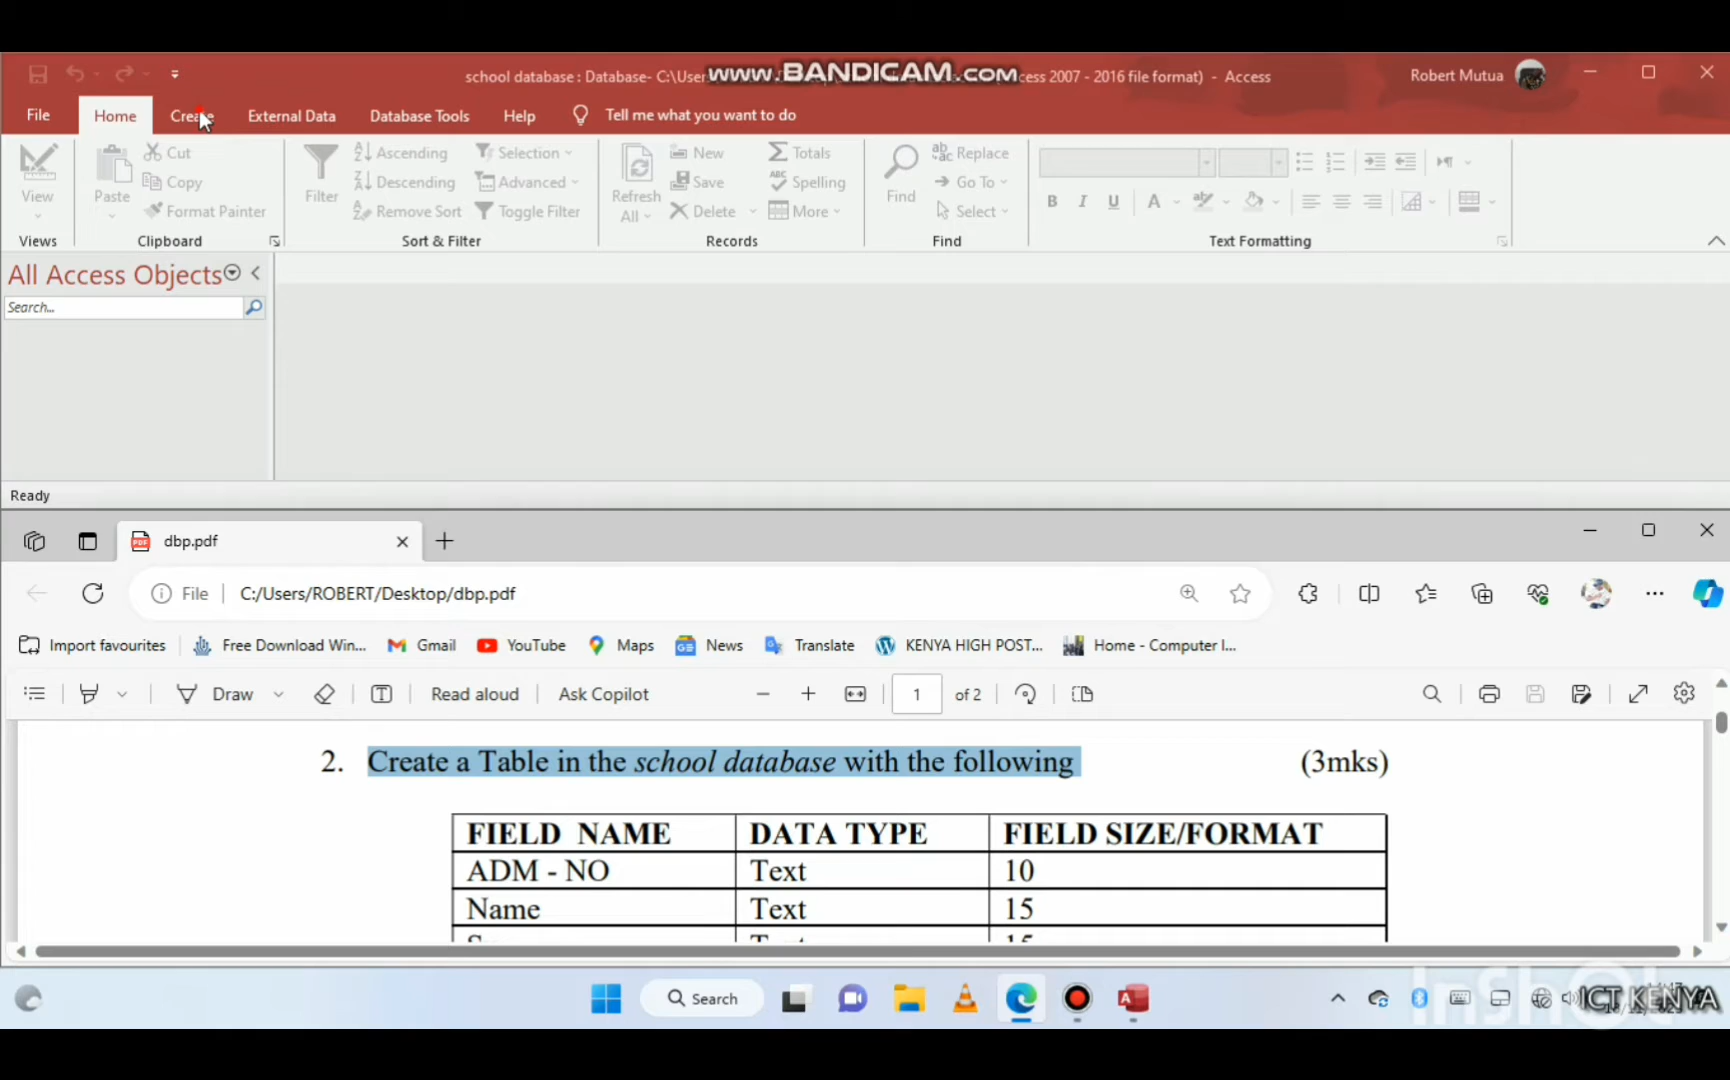 school database : Database- C:\User
www.BANDICAM.com
cess 2007 - 2016 file format) - Access
Robert Mutua
File Home Create External Data Database Tools Help Tell me what you want to do
View
Views
Paste
Cut
Copy
Format Painter
Clipboard
Filter
Ascending
Descending
Remove Sort
Selection
Advanced
Toggle Filter
Sort & Filter
Refresh
All
New
Save
Delete
Totals
Spelling
More
Records
Find
Replace
Go To
Select
Find
B I U A
Text Formatting
All Access Objects
Search...
Ready
dbp.pdf
File C:/Users/ROBERT/Desktop/dbp.pdf
Import favourites Free Download Win... Gmail YouTube Maps News Translate KENYA HIGH POST... Home - Computer I...
Draw Read aloud Ask Copilot 1 of 2
2. Create a Table in the school database with the following (3mks)
FIELD NAME DATA TYPE FIELD SIZE/FORMAT
ADM - NO Text 10
Name Text 15
Search
InShOt
ICT KENYA